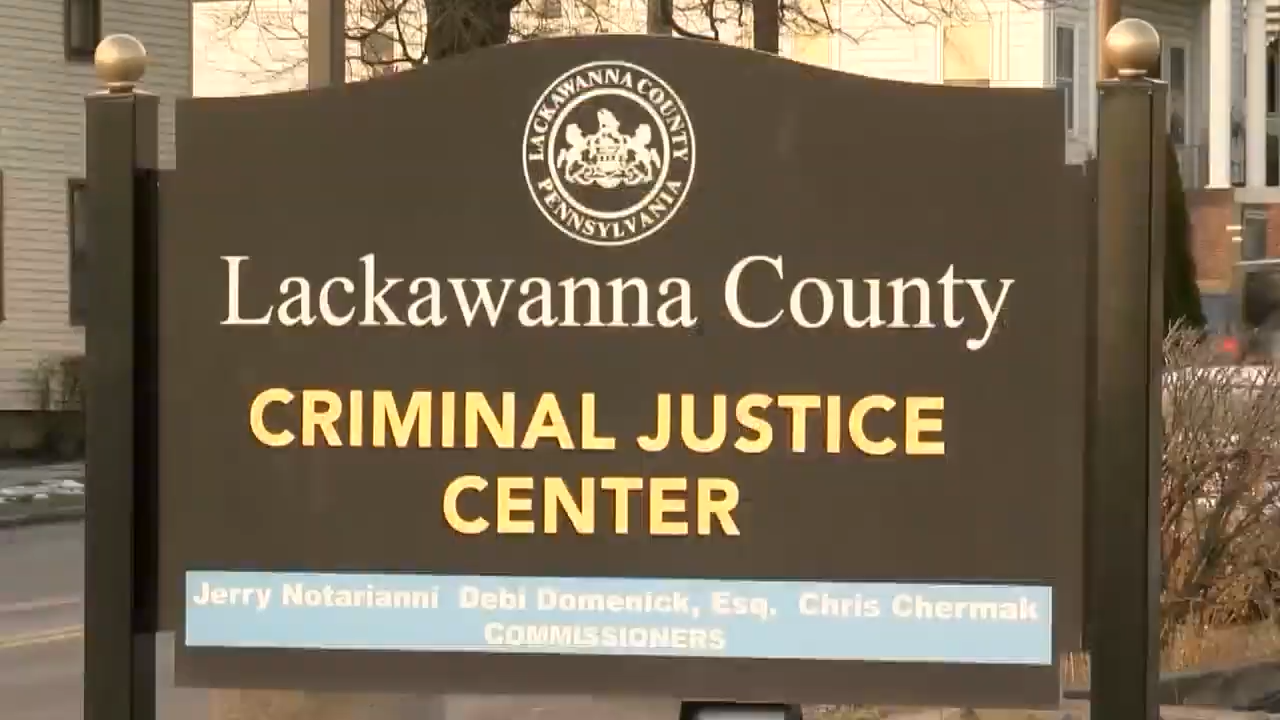 LACKAWANNA COUNTY
PENNSYLVANIA
Lackawanna County
CRIMINAL JUSTICE
CENTER
Jerry Notarianni Debi Domenick, Esq. Chris Chermak
COMMISSIONERS